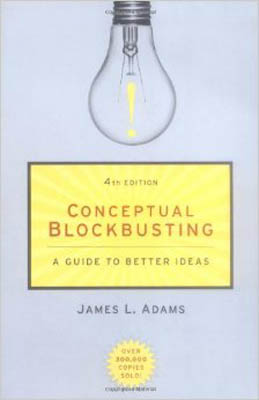 !
4TH EDITION
CONCEPTUAL
BLOCKBUSTING
A GUIDE TO BETTER IDEAS
JAMES L. ADAMS
OVER
300,000
COPIES
SOLD!